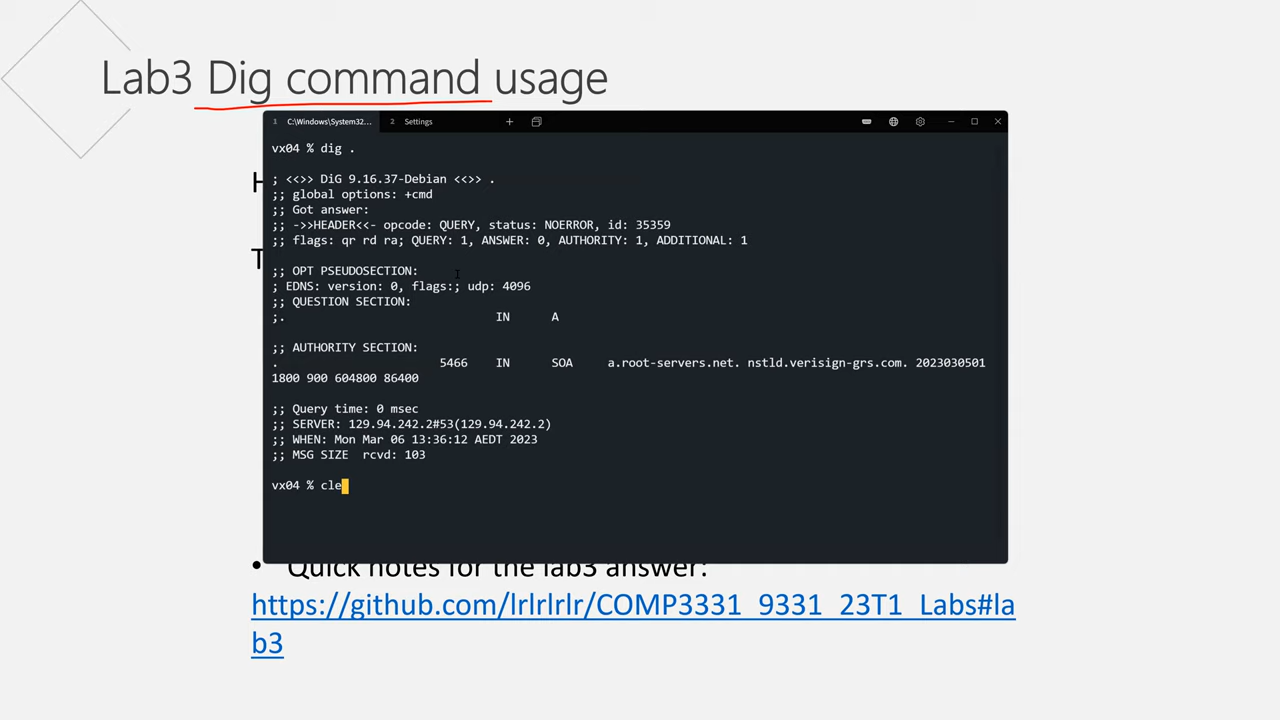 Lab3 Dig command usage
1 C:\Windows\System32... 2 Settings
vx04 % dig .
; <<>> DiG 9.16.37-Debian <<>> .
;; global options: +cmd
;; Got answer:
;; ->>HEADER<<- opcode: QUERY, status: NOERROR, id: 35359
;; flags: qr rd ra; QUERY: 1, ANSWER: 0, AUTHORITY: 1, ADDITIONAL: 1
;; OPT PSEUDOSECTION:
; EDNS: version: 0, flags:; udp: 4096
;; QUESTION SECTION:
;. IN A
;; AUTHORITY SECTION:
. 5466 IN SOA a.root-servers.net. nstld.verisign-grs.com. 2023030501
1800 900 604800 86400
;; Query time: 0 msec
;; SERVER: 129.94.242.2#53(129.94.242.2)
;; WHEN: Mon Mar 06 13:36:12 AEDT 2023
;; MSG SIZE rcvd: 103
vx04 % cle
• Quick notes for the lab3 answer:
https://github.com/lrlrlrlr/COMP3331_9331_23T1_Labs#la
b3